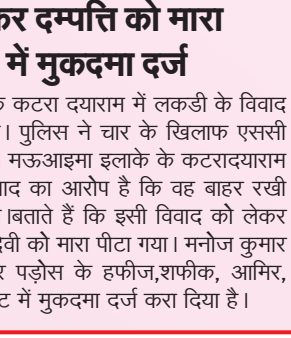 कर दम्पत्ति को मारा
में मुकदमा दर्ज
कटरा दयाराम में लकडी के विवाद
। पुलिस ने चार के खिलाफ एससी
मऊआइमा इलाके के कटरादयाराम
का आरोप है कि वह बाहर रखी
।बताते हैं कि इसी विवाद को लेकर
देवी को मारा पीटा गया। मनोज कुमार
र पड़ोस के हफीज,शफीक, आमिर,
ट में मुकदमा दर्ज करा दिया है।